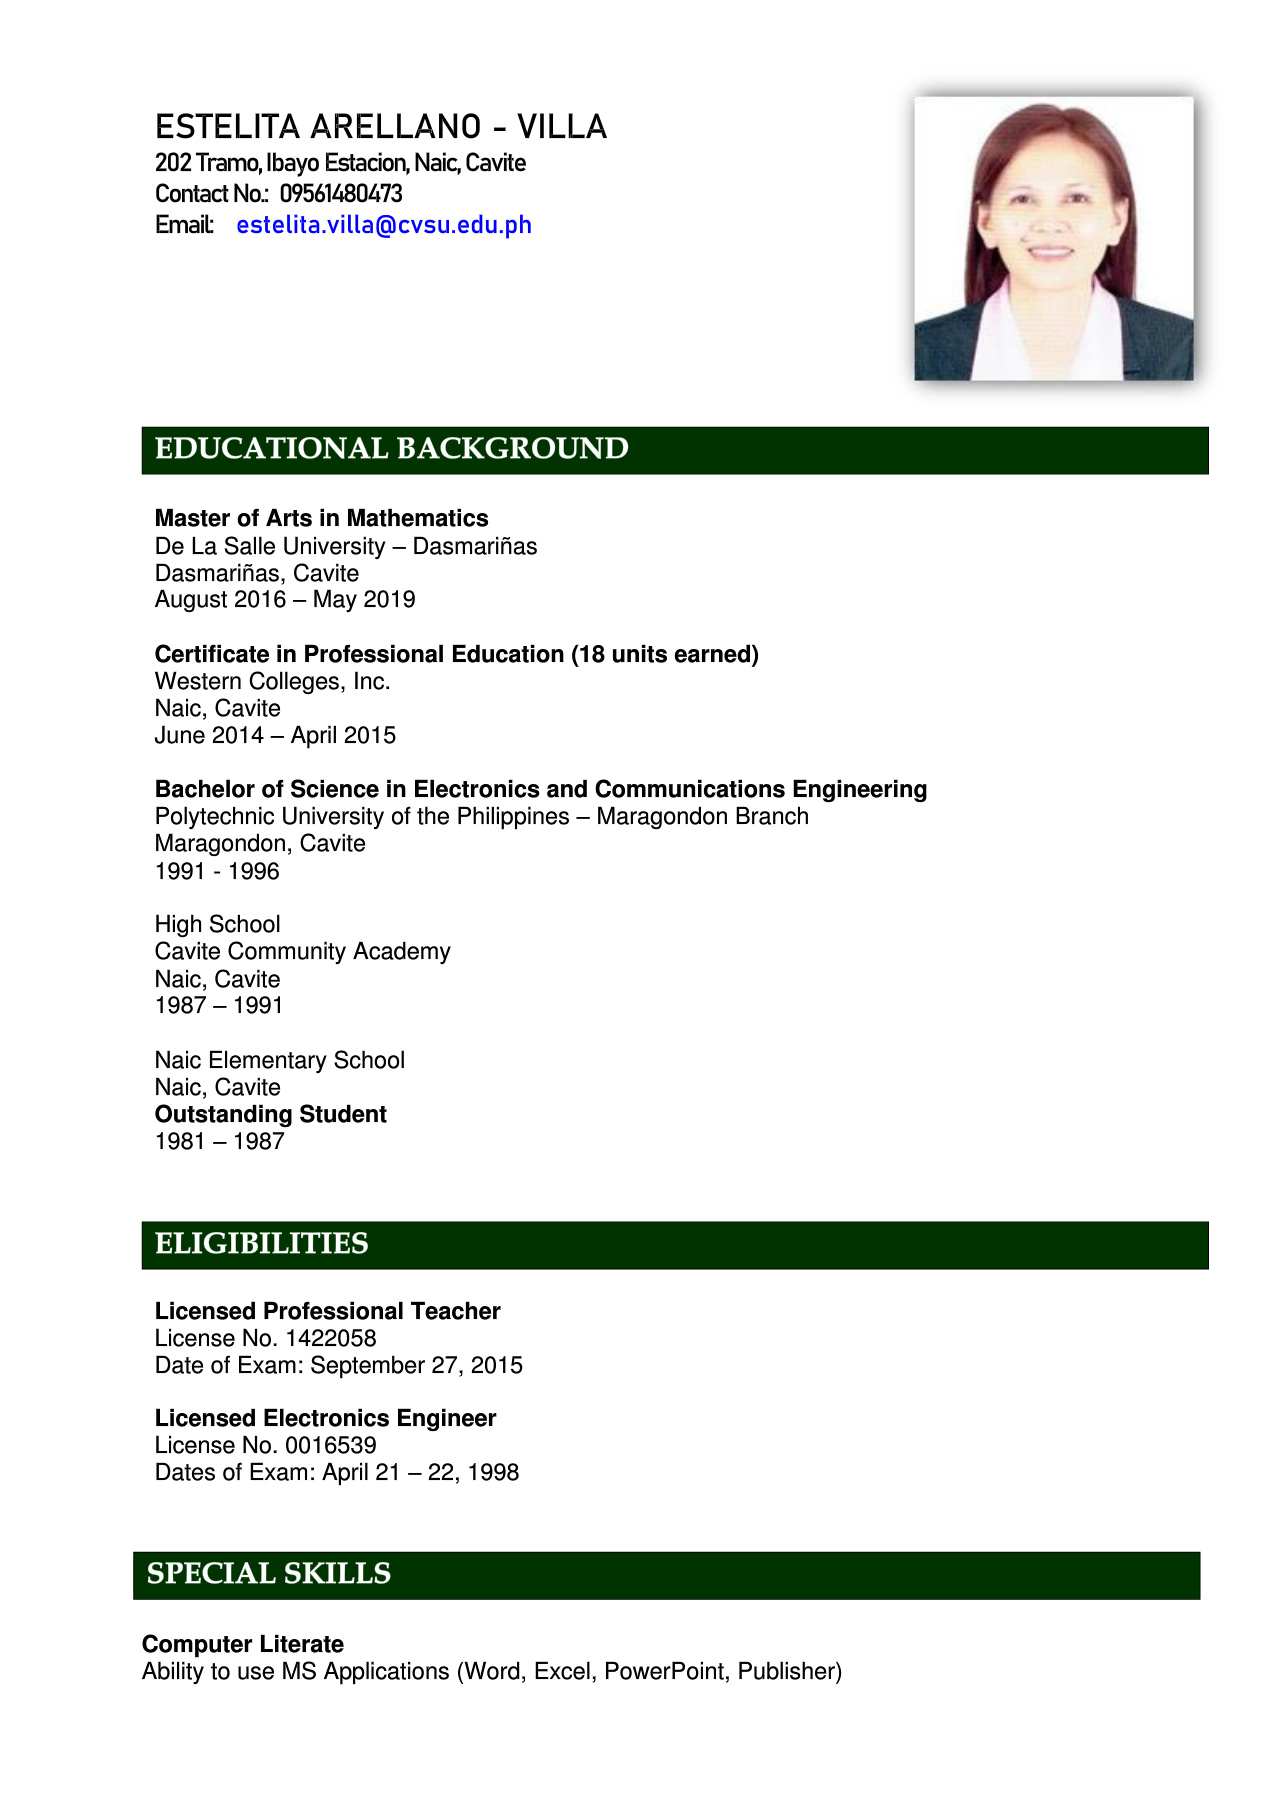 ESTELITA ARELLANO - VILLA
202 Tramo, Ibayo Estacion, Naic, Cavite
Contact No.: 09561480473
Email: estelita.villa@cvsu.edu.ph
EDUCATIONAL BACKGROUND
Master of Arts in Mathematics
De La Salle University – Dasmariñas
Dasmariñas, Cavite
August 2016 – May 2019
Certificate in Professional Education (18 units earned)
Western Colleges, Inc.
Naic, Cavite
June 2014 – April 2015
Bachelor of Science in Electronics and Communications Engineering
Polytechnic University of the Philippines – Maragondon Branch
Maragondon, Cavite
1991 - 1996
High School
Cavite Community Academy
Naic, Cavite
1987 – 1991
Naic Elementary School
Naic, Cavite
Outstanding Student
1981 – 1987
ELIGIBILITIES
Licensed Professional Teacher
License No. 1422058
Date of Exam: September 27, 2015
Licensed Electronics Engineer
License No. 0016539
Dates of Exam: April 21 – 22, 1998
SPECIAL SKILLS
Computer Literate
Ability to use MS Applications (Word, Excel, PowerPoint, Publisher)